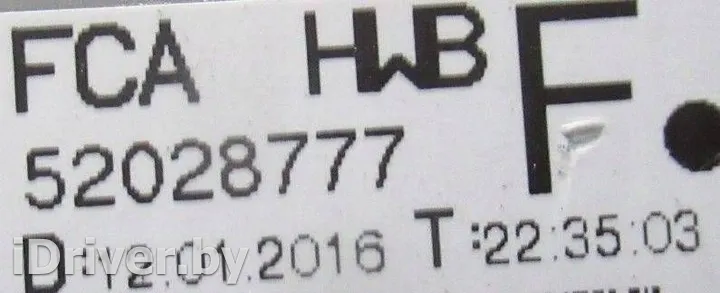 FCA HWB F.
52028777
D 12.01.2016 T:22:35:03
iDriver.by